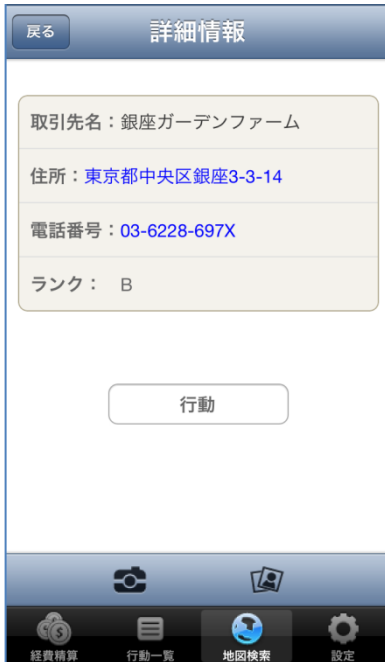 戻る
詳細情報
取引先名：銀座ガーデンファーム
住所：東京都中央区銀座3-3-14
電話番号：03-6228-697X
ランク： B
行動
経費精算 行動一覧 地図検索 設定